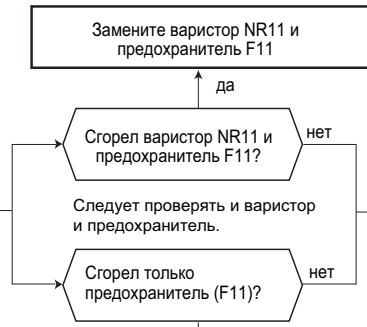 Замените варистор NR11 и
предохранитель F11
да
Сгорел варистор NR11 и
предохранитель F11?
нет
Следует проверять и варистор
и предохранитель.
Сгорел только
предохранитель (F11)?
нет